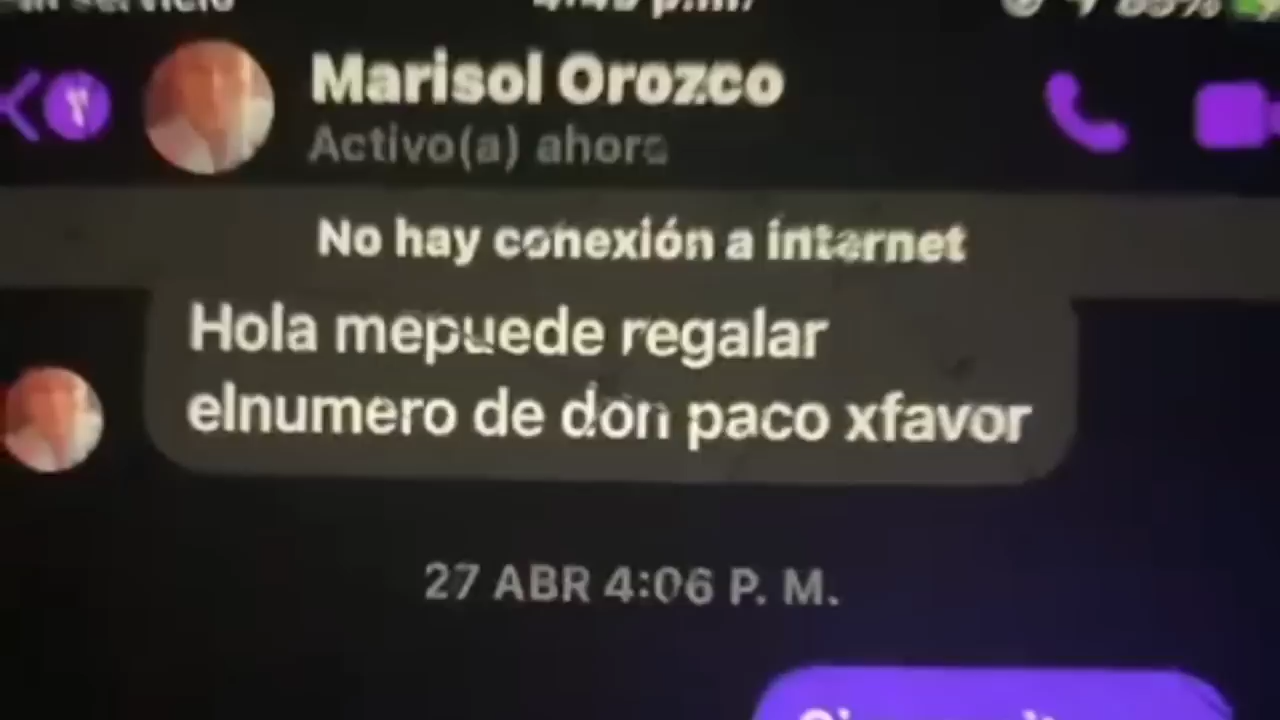 Marisol Orozco
Activo(a) ahora
No hay conexión a internet
Hola mepuede regalar
elnumero de don paco xfavor
27 ABR 4:06 P. M.